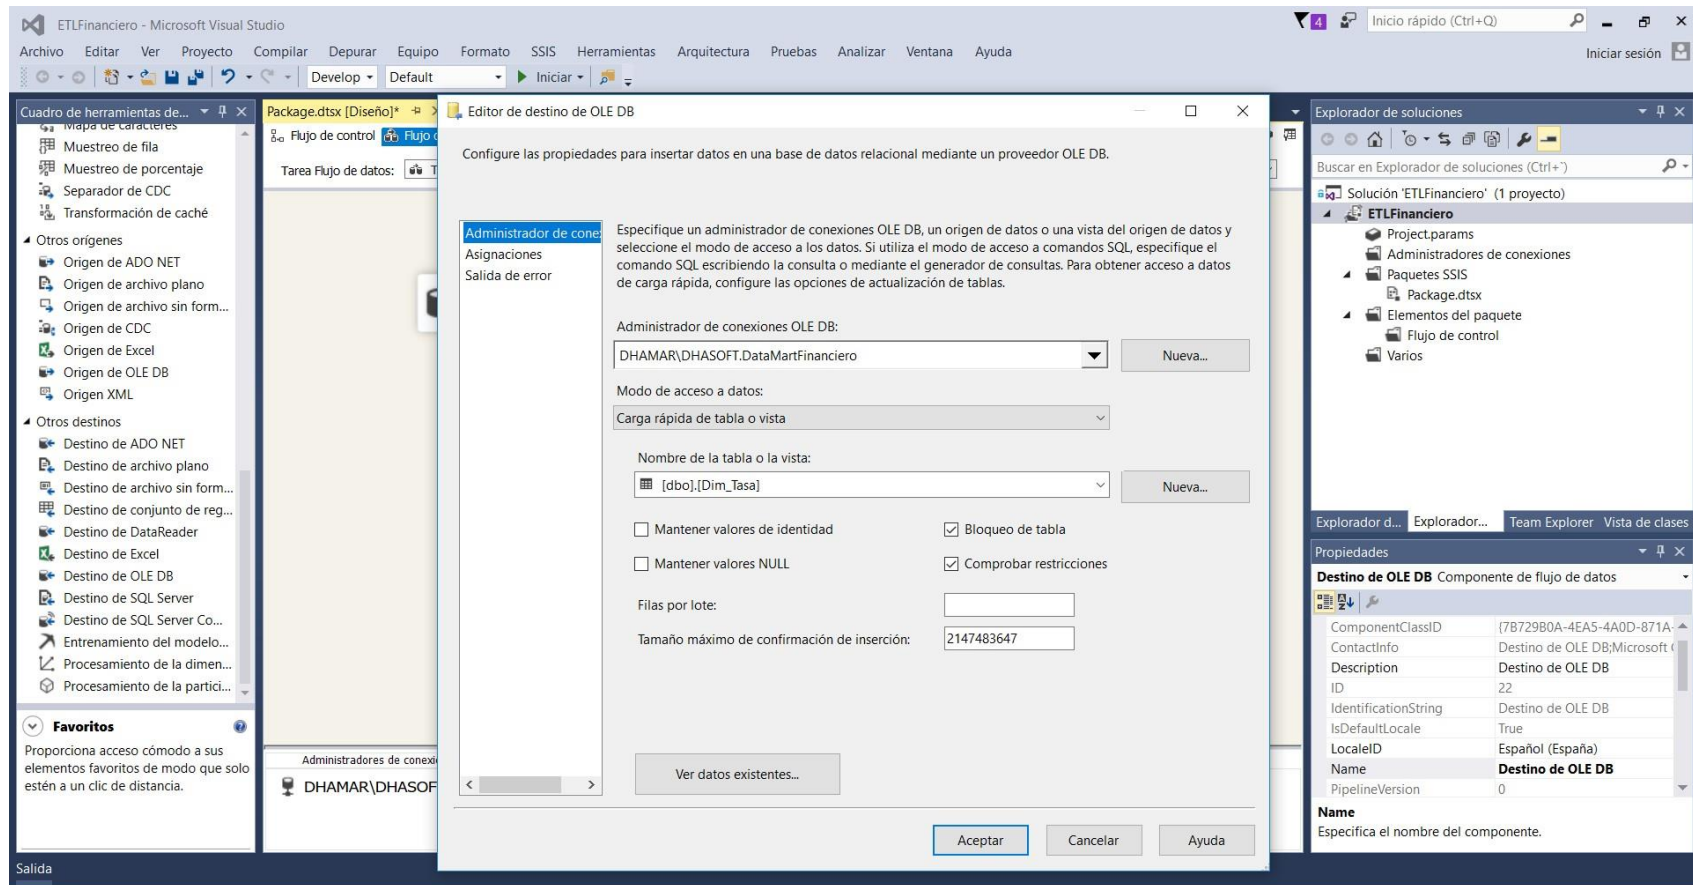 ETLFinanciero - Microsoft Visual Studio
4
Inicio rápido (Ctrl+Q)
Archivo Editar Ver Proyecto Compilar Depurar Equipo Formato SSIS Herramientas Arquitectura Pruebas Analizar Ventana Ayuda
Iniciar sesión
Develop Default Iniciar
Cuadro de herramientas de...
Mapa de caracteres
Muestreo de fila
Muestreo de porcentaje
Separador de CDC
Transformación de caché
Otros orígenes
Origen de ADO NET
Origen de archivo plano
Origen de archivo sin form...
Origen de CDC
Origen de Excel
Origen de OLE DB
Origen XML
Otros destinos
Destino de ADO NET
Destino de archivo plano
Destino de archivo sin form...
Destino de conjunto de reg...
Destino de DataReader
Destino de Excel
Destino de OLE DB
Destino de SQL Server
Destino de SQL Server Co...
Entrenamiento del modelo...
Procesamiento de la dimen...
Procesamiento de la partici...
Favoritos
Proporciona acceso cómodo a sus
elementos favoritos de modo que solo
estén a un clic de distancia.
Salida
Package.dtsx [Diseño]*
Flujo de control Flujo
Tarea Flujo de datos: T
Administradores de conexi
DHAMAR\DHASOF
Editor de destino de OLE DB
Configure las propiedades para insertar datos en una base de datos relacional mediante un proveedor OLE DB.
Administrador de cone
Asignaciones
Salida de error
Especifique un administrador de conexiones OLE DB, un origen de datos o una vista del origen de datos y
seleccione el modo de acceso a los datos. Si utiliza el modo de acceso a comandos SQL, especifique el
comando SQL escribiendo la consulta o mediante el generador de consultas. Para obtener acceso a datos
de carga rápida, configure las opciones de actualización de tablas.
Administrador de conexiones OLE DB:
DHAMAR\DHASOFT.DataMartFinanciero
Nueva...
Modo de acceso a datos:
Carga rápida de tabla o vista
Nombre de la tabla o la vista:
[dbo].[Dim_Tasa]
Nueva...
Mantener valores de identidad
Bloqueo de tabla
Mantener valores NULL
Comprobar restricciones
Filas por lote:
Tamaño máximo de confirmación de inserción: 2147483647
Ver datos existentes...
Aceptar Cancelar Ayuda
Explorador de soluciones
Buscar en Explorador de soluciones (Ctrl+´)
Solución 'ETLFinanciero' (1 proyecto)
ETLFinanciero
Project.params
Administradores de conexiones
Paquetes SSIS
Package.dtsx
Elementos del paquete
Flujo de control
Varios
Explorador d... Explorador... Team Explorer Vista de clases
Propiedades
Destino de OLE DB Componente de flujo de datos
ComponentClassID {7B729B0A-4EA5-4A0D-871A-
ContactInfo Destino de OLE DB;Microsoft
Description Destino de OLE DB
ID 22
IdentificationString Destino de OLE DB
IsDefaultLocale True
LocaleID Español (España)
Name Destino de OLE DB
PipelineVersion 0
Name
Especifica el nombre del componente.